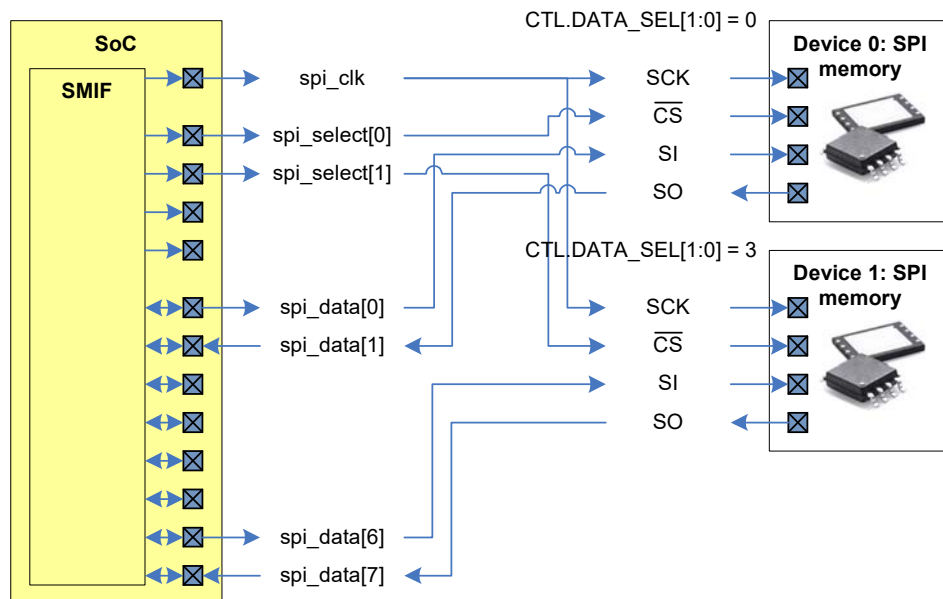 CTL.DATA_SEL[1:0] = 0
SoC
SMIF
Device 0: SPI
memory
spi_clk
SCK
spi_select[0]
CS
spi_select[1]
SI
SO
CTL.DATA_SEL[1:0] = 3
Device 1: SPI
memory
spi_data[0]
SCK
spi_data[1]
CS
SI
SO
spi_data[6]
spi_data[7]